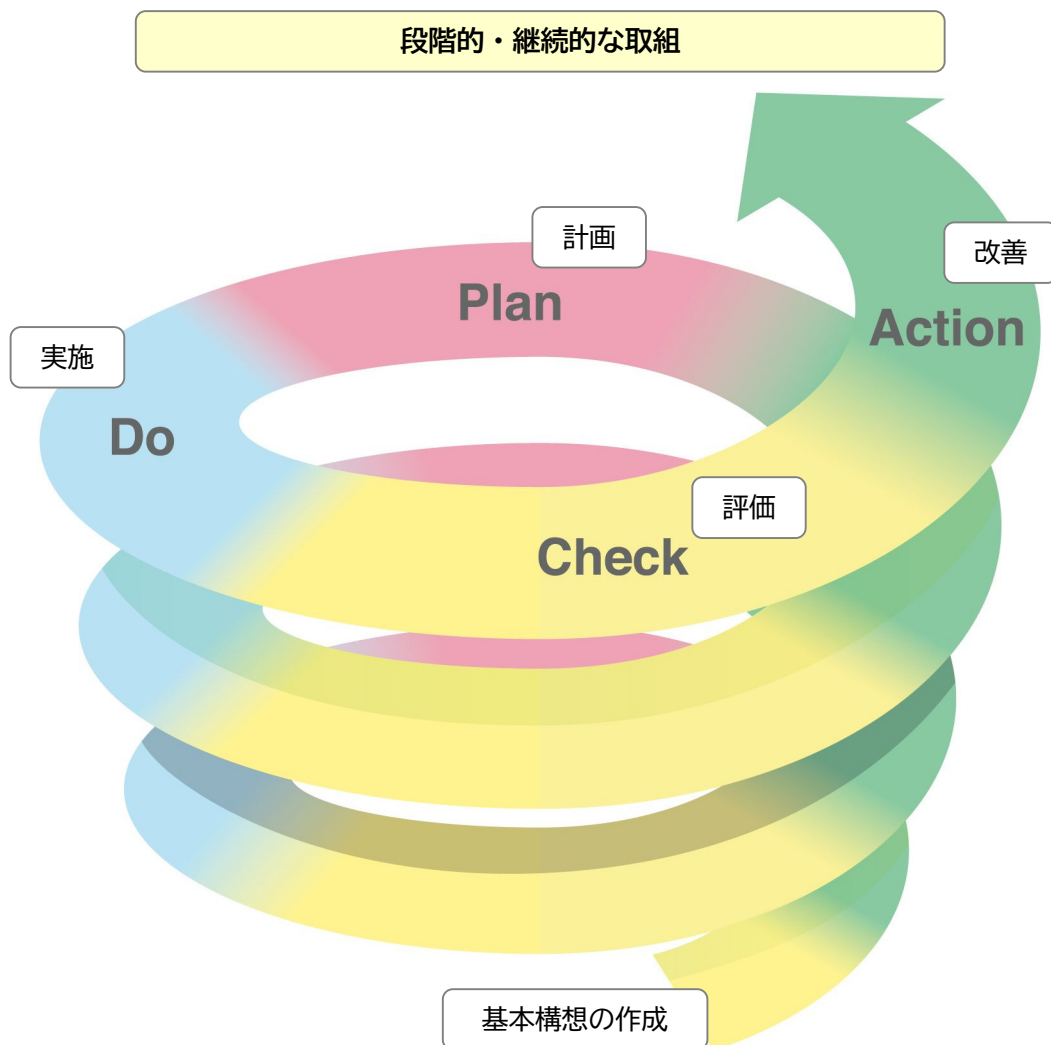 段階的・継続的な取組
計画
Plan
改善
Action
実施
Do
評価
Check
基本構想の作成